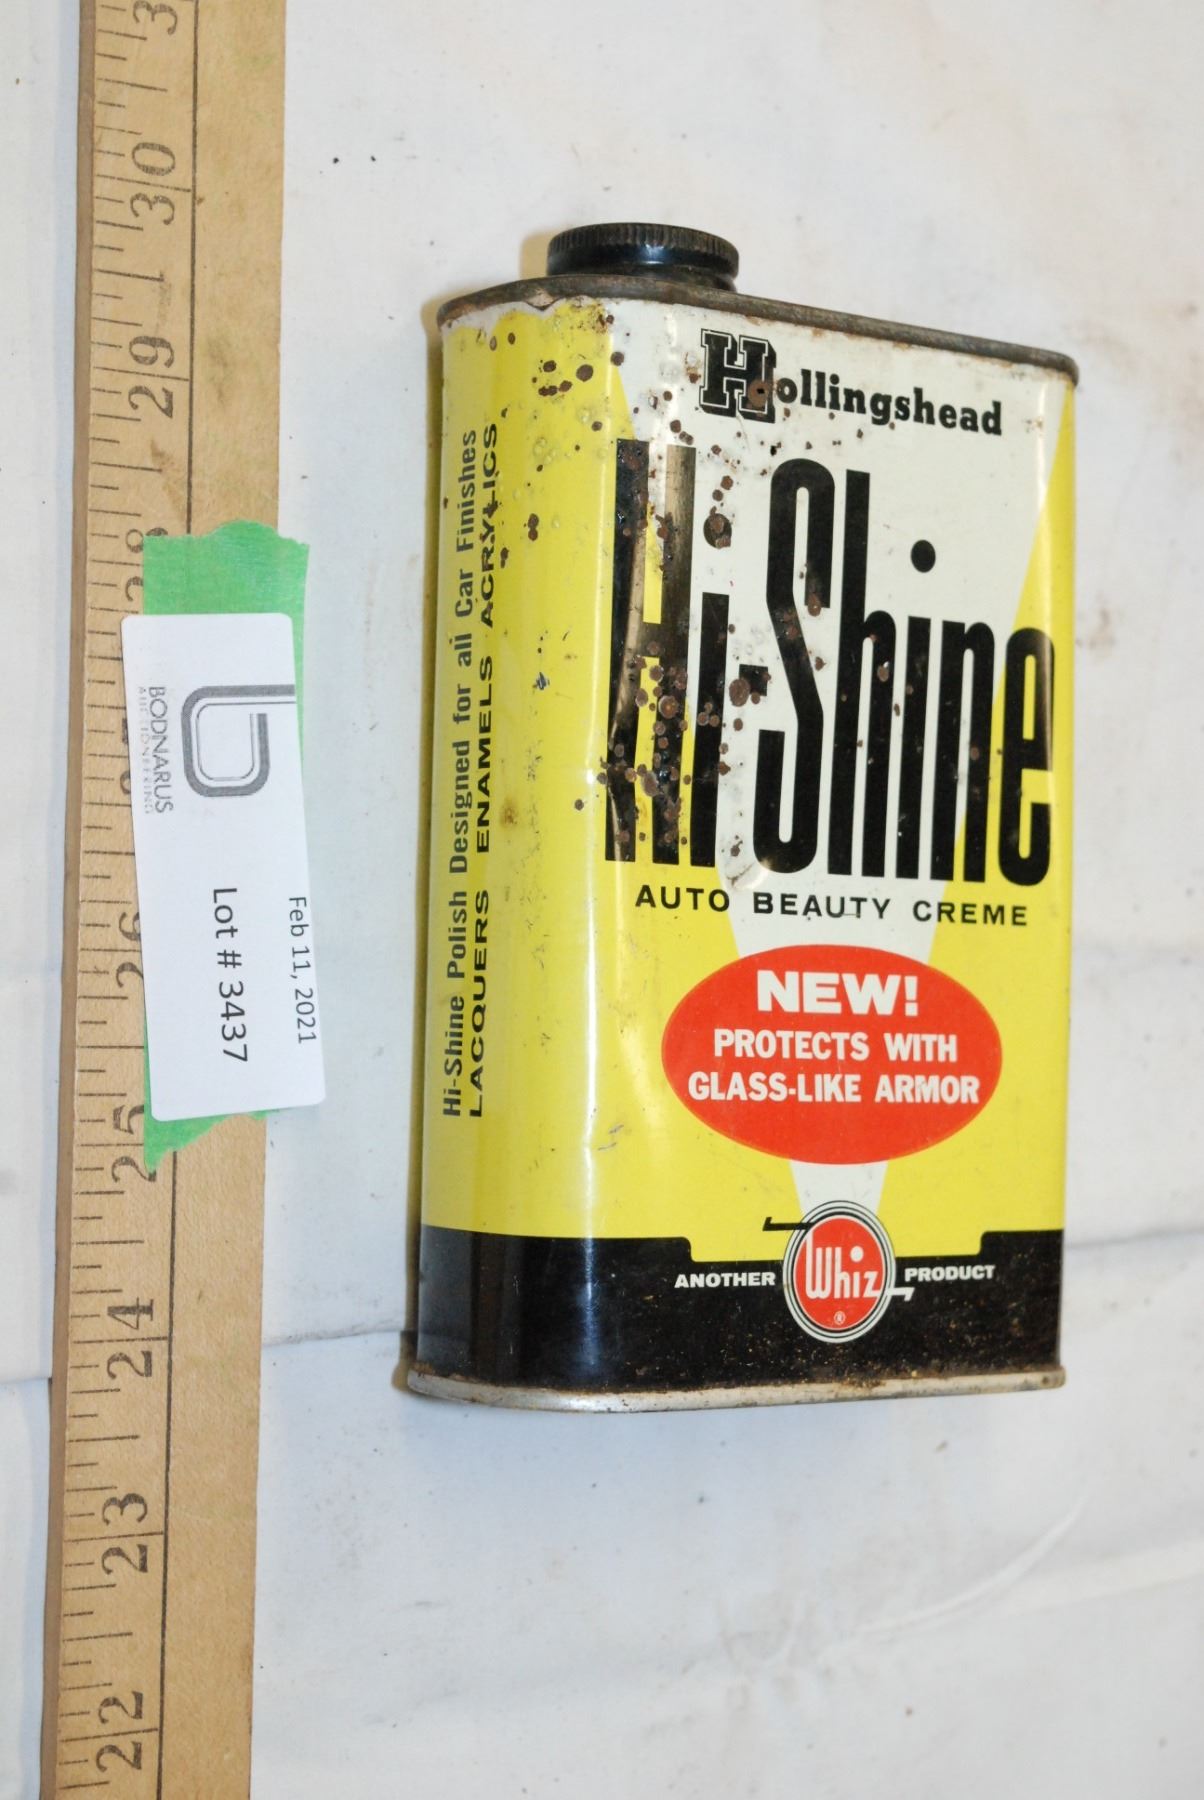 Hollingshead
Hi-Shine
AUTO BEAUTY CREME
NEW!
PROTECTS WITH
GLASS-LIKE ARMOR
ANOTHER Whiz PRODUCT
®
Hi-Shine Polish Designed for all Car Finishes
LACQUERS ENAMELS ACRYLICS
BODNARUS
AUCTIONEERING
Feb 11, 2021
Lot # 3437
30
29
26
25
24
23
22